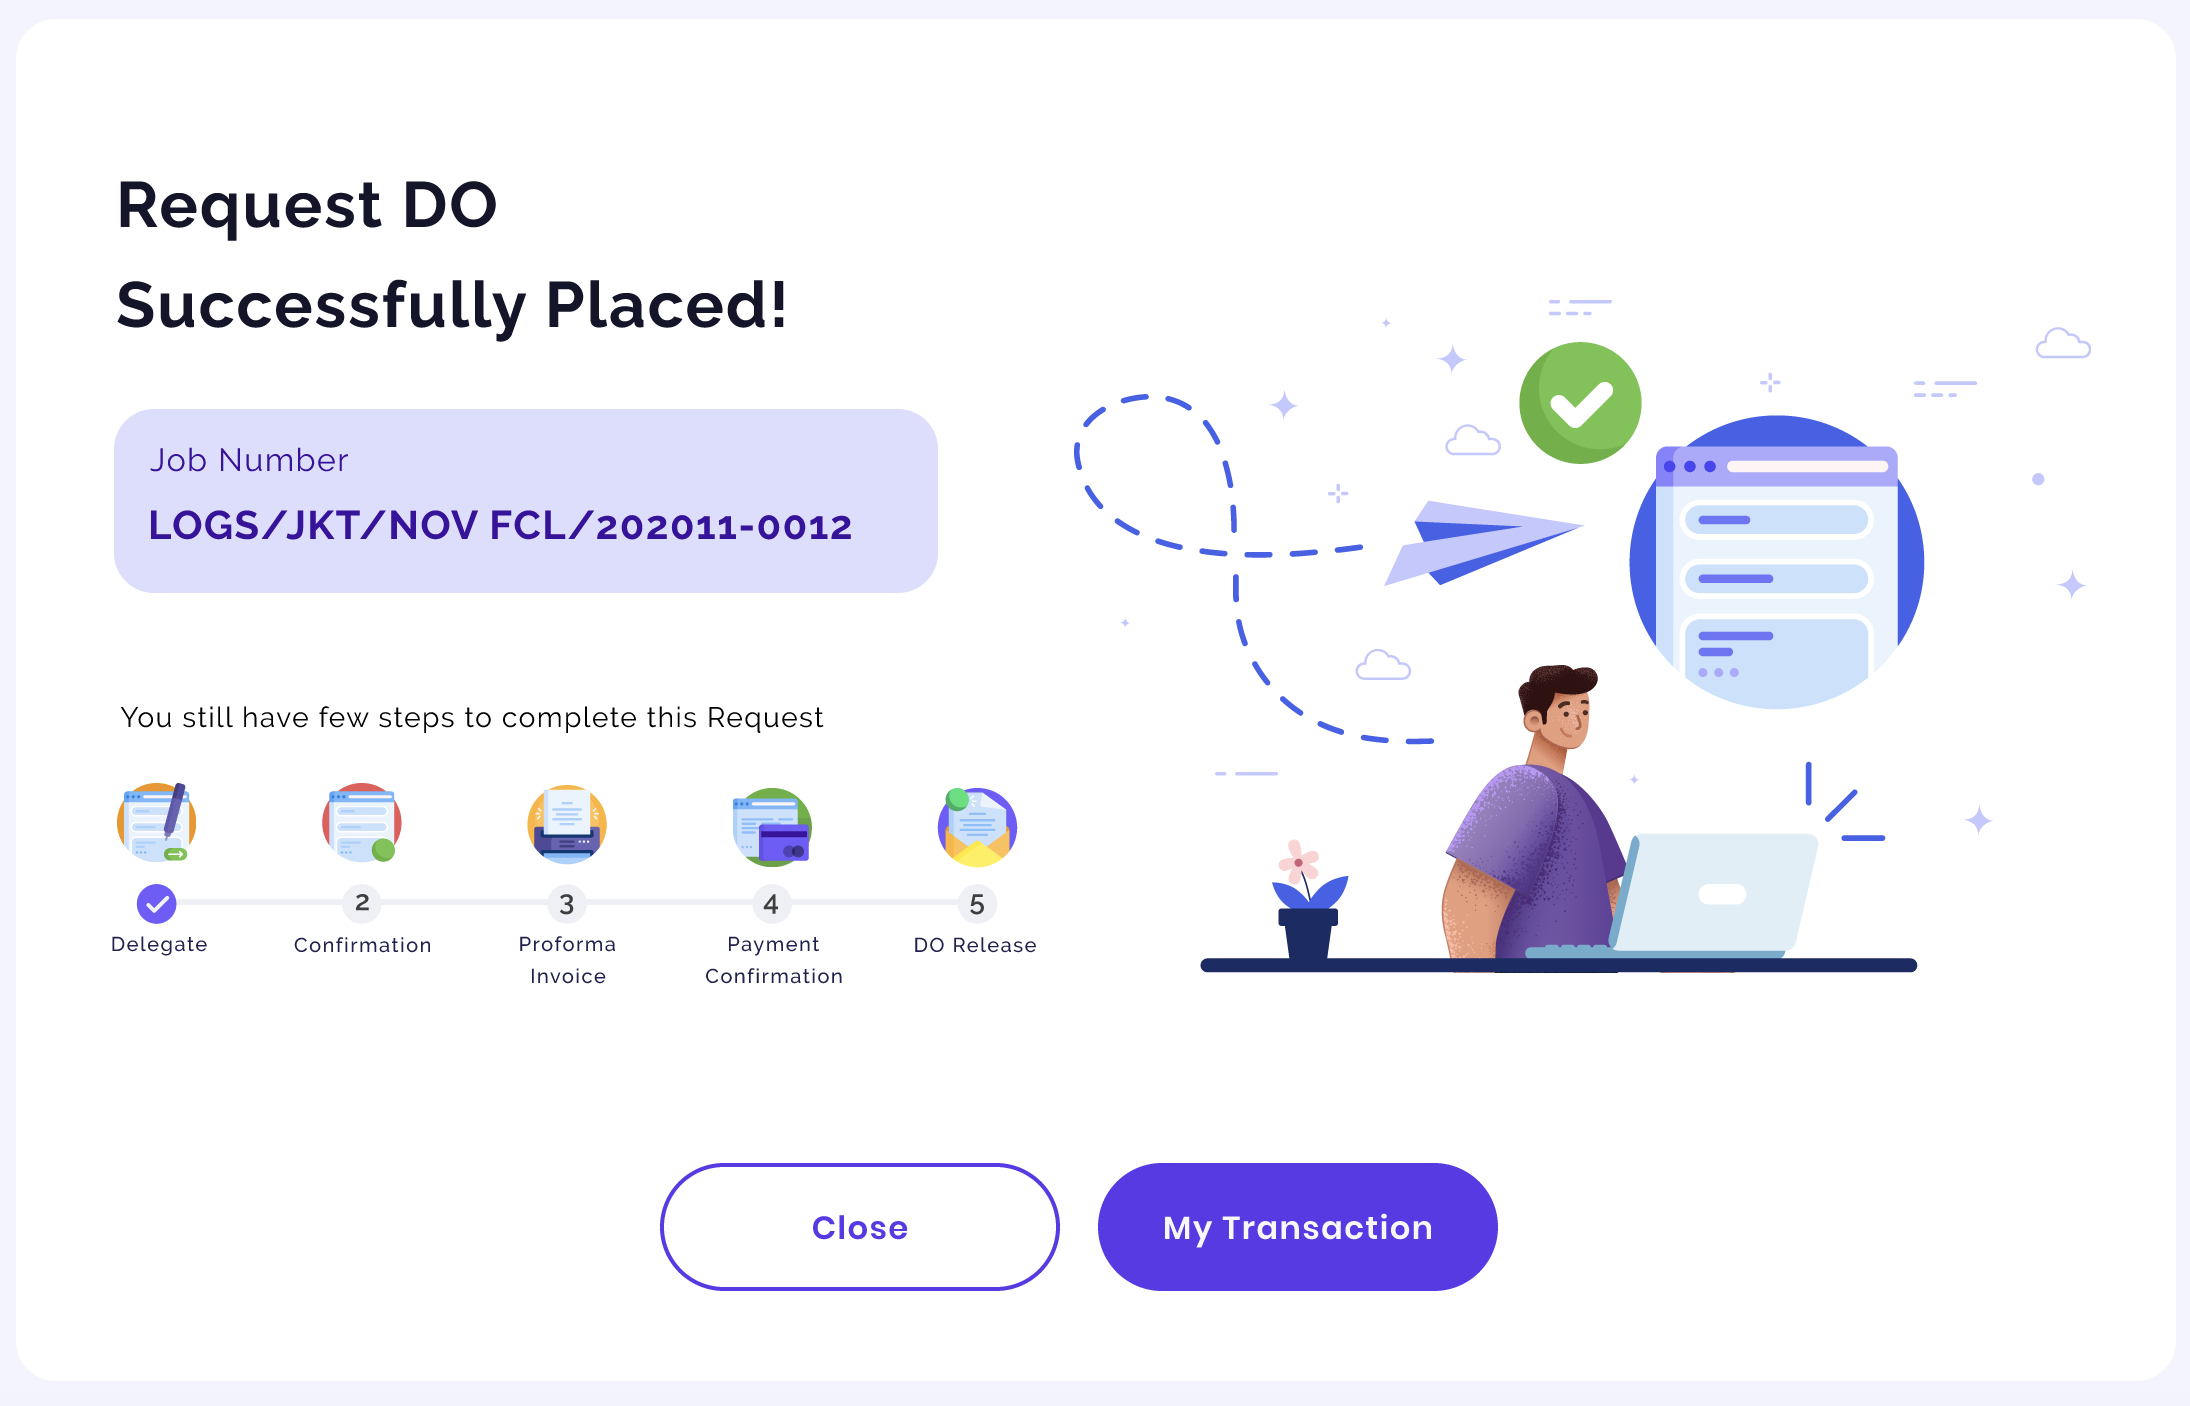 Request DO
Successfully Placed!
Job Number
LOGS/JKT/NOV FCL/202011-0012
You still have few steps to complete this Request
2
3
4
5
Delegate
Confirmation
Proforma
Invoice
Payment
Confirmation
DO Release
Close
My Transaction